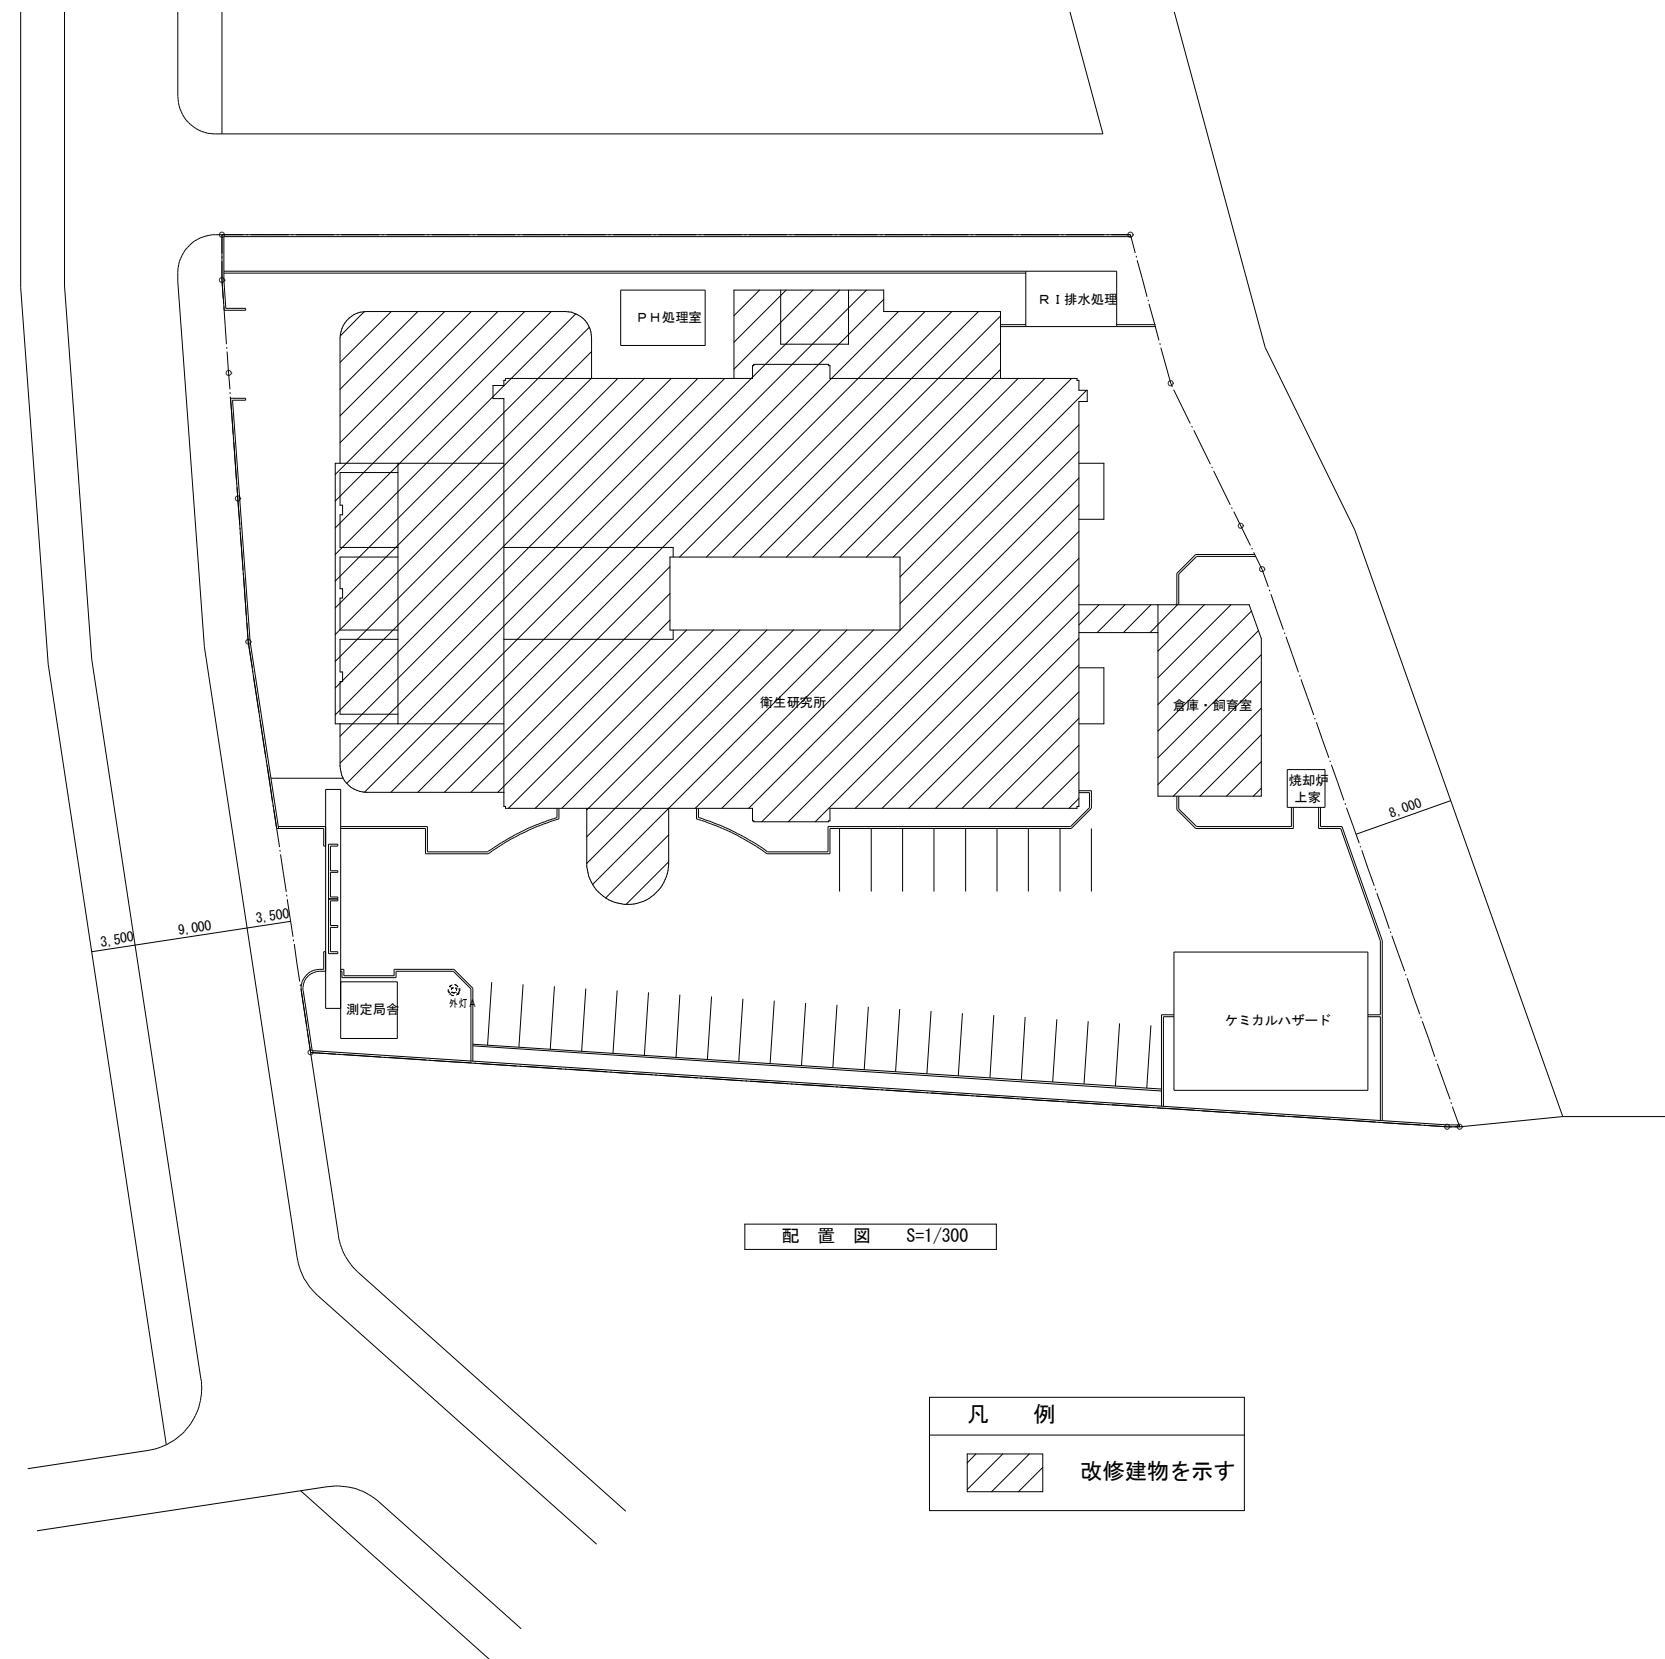 ＲＩ排水処理
ＰＨ処理室
衛生研究所
倉庫・飼育室
焼却炉
上家
8,000
3,500
9,000
3,500
測定局舎
外灯A
ケミカルハザード
配　置　図　S=1/300
凡　例
改修建物を示す